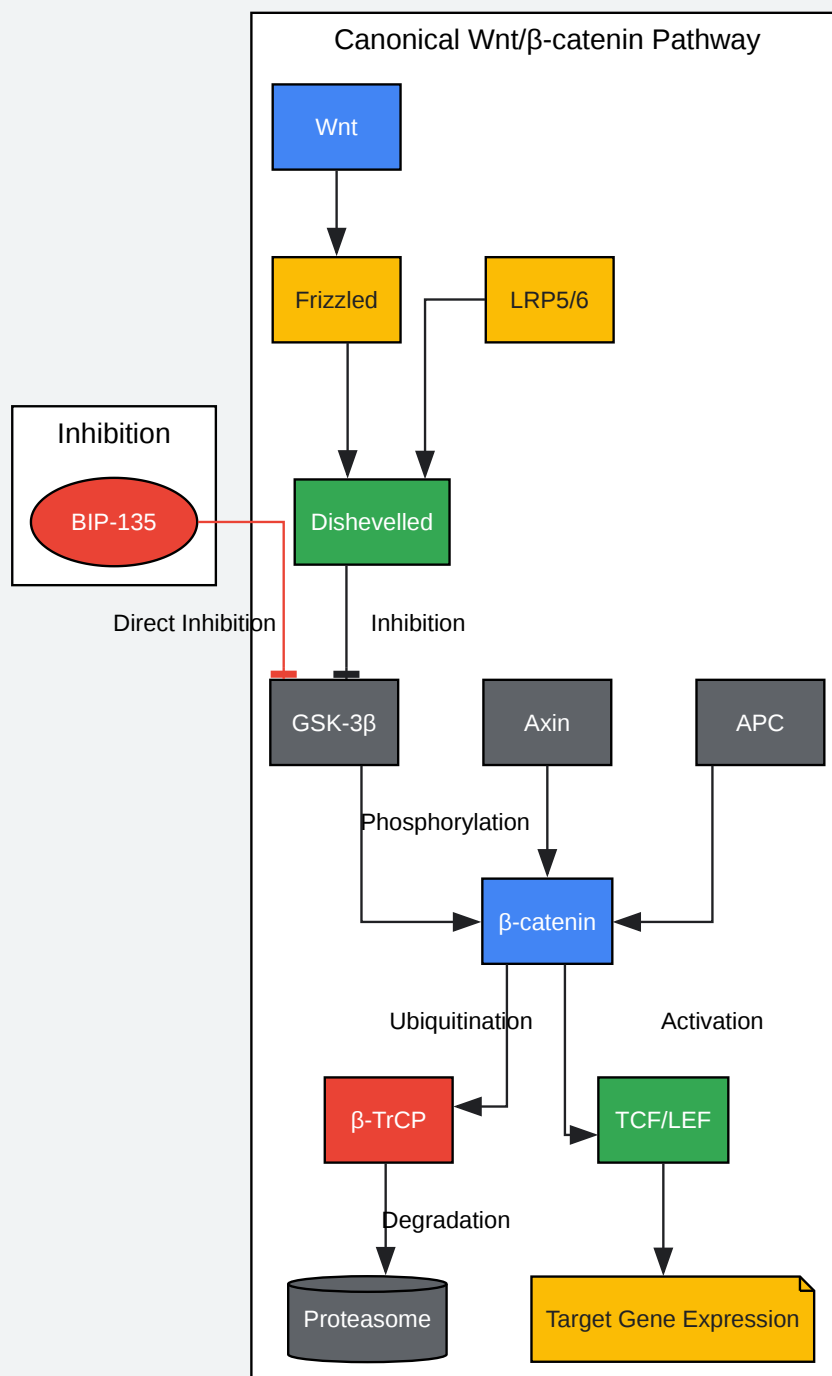 Canonical Wnt/β-catenin Pathway
Wnt
Frizzled
LRP5/6
Inhibition
BIP-135
Dishevelled
Direct Inhibition
Inhibition
GSK-3β
Axin
APC
Phosphorylation
β-catenin
Ubiquitination
Activation
β-TrCP
TCF/LEF
Degradation
Proteasome
Target Gene Expression